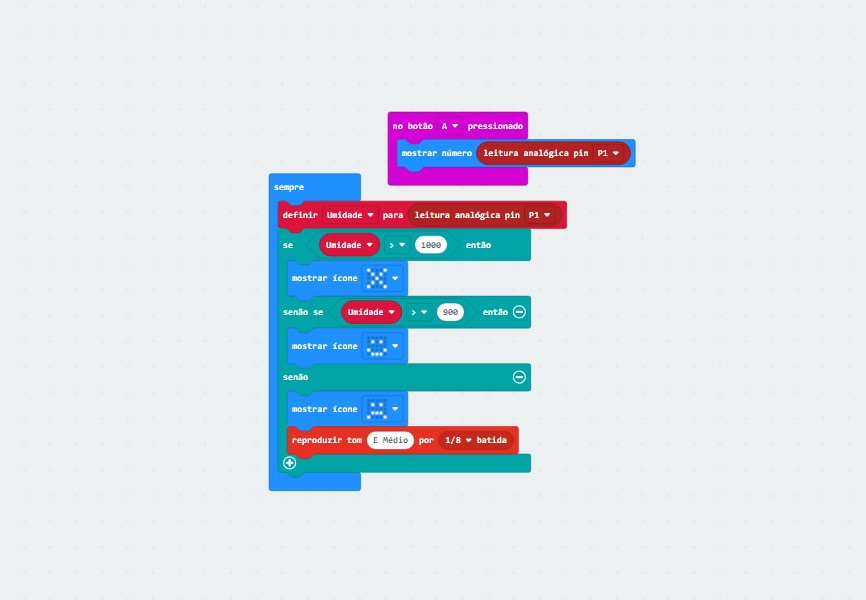 no botão A pressionado
mostrar número leitura analógica pin P1
sempre
definir Umidade para leitura analógica pin P1
se Umidade > 1000 então
mostrar ícone
senão se Umidade > 900 então
mostrar ícone
senão
mostrar ícone
reproduzir tom E Médio por 1/8 batida